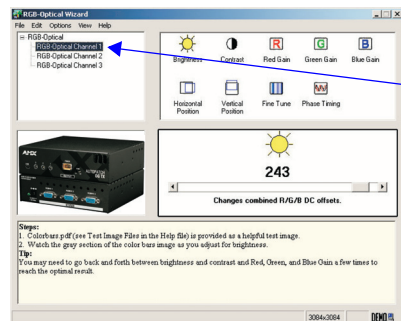 RGB-Optical Wizard
File Edit Options View Help
RGB-Optical
RGB-Optical Channel 1
RGB-Optical Channel 2
RGB-Optical Channel 3
Brightness Contrast Red Gain Green Gain Blue Gain
R G B
Horizontal Position Vertical Position Fine Tune Phase Timing
AMX
AUTOPATCH
243
Changes combined R/G/B DC offsets.
Steps:
1. Colorbars.pdf (see Test Image Files in the Help file) is provided as a helpful test image.
2. Watch the gray section of the color bars image as you adjust for brightness.
Tip:
You may need to go back and forth between brightness and contrast and Red, Green, and Blue Gain a few times to
reach the optimal result.
3084x3084 DEMO